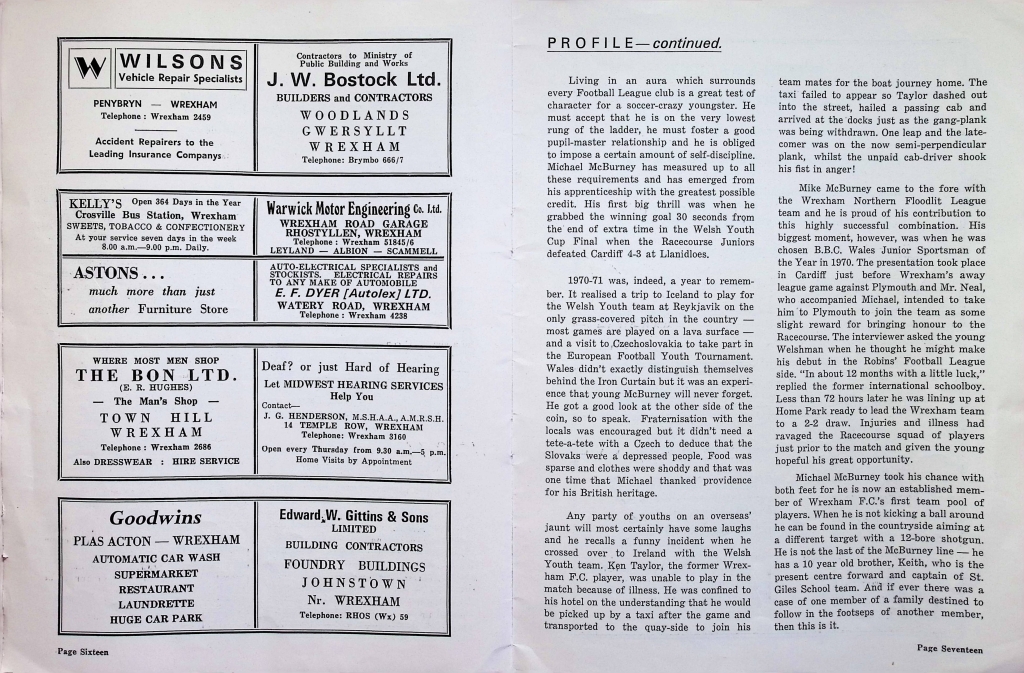 W WILSONS
Vehicle Repair Specialists
PENYBRYN — WREXHAM
Telephone : Wrexham 2459
Accident Repairers to the
Leading Insurance Companys
Contractors to Ministry of
Public Building and Works
J. W. Bostock Ltd.
BUILDERS and CONTRACTORS
WOODLANDS
GWERSYLLT
WREXHAM
Telephone: Brymbo 666/7
KELLY'S Open 364 Days in the Year
Crosville Bus Station, Wrexham
SWEETS, TOBACCO & CONFECTIONERY
At your service seven days in the week
8.00 a.m.—9.00 p.m. Daily.
Warwick Motor Engineering Co. Ltd.
WREXHAM ROAD GARAGE
RHOSTYLLEN, WREXHAM
Telephone : Wrexham 51845/6
LEYLAND – ALBION – SCAMMELL
ASTONS . . .
much more than just
another Furniture Store
AUTO-ELECTRICAL SPECIALISTS and
STOCKISTS. ELECTRICAL REPAIRS
TO ANY MAKE OF AUTOMOBILE
E. F. DYER [Autolex] LTD.
WATERY ROAD, WREXHAM
Telephone : Wrexham 4238
WHERE MOST MEN SHOP
THE BON LTD.
(E. R. HUGHES)
— The Man's Shop —
TOWN HILL
WREXHAM
Telephone : Wrexham 2686
Also DRESSWEAR : HIRE SERVICE
Deaf? or just Hard of Hearing
Let MIDWEST HEARING SERVICES
Help You
Contact—
J. G. HENDERSON, M.S.H.A.A., A.M.R.S.H.
14 TEMPLE ROW, WREXHAM
Telephone: Wrexham 3160
Open every Thursday from 9.30 a.m.—5 p.m.
Home Visits by Appointment
Goodwins
PLAS ACTON — WREXHAM
AUTOMATIC CAR WASH
SUPERMARKET
RESTAURANT
LAUNDRETTE
HUGE CAR PARK
Edward W. Gittins & Sons
LIMITED
BUILDING CONTRACTORS
FOUNDRY BUILDINGS
JOHNSTOWN
Nr. WREXHAM
Telephone: RHOS (Wx) 59
Page Sixteen
PROFILE—continued.
Living in an aura which surrounds
every Football League club is a great test of
character for a soccer-crazy youngster. He
must accept that he is on the very lowest
rung of the ladder, he must foster a good
pupil-master relationship and he is obliged
to impose a certain amount of self-discipline.
Michael McBurney has measured up to all
these requirements and has emerged from
his apprenticeship with the greatest possible
credit. His first big thrill was when he
grabbed the winning goal 30 seconds from
the end of extra time in the Welsh Youth
Cup Final when the Racecourse Juniors
defeated Cardiff 4-3 at Llanidloes.
1970-71 was, indeed, a year to remem-
ber. It realised a trip to Iceland to play for
the Welsh Youth team at Reykjavik on the
only grass-covered pitch in the country —
most games are played on a lava surface —
and a visit to Czechoslovakia to take part in
the European Football Youth Tournament.
Wales didn't exactly distinguish themselves
behind the Iron Curtain but it was an experi-
ence that young McBurney will never forget.
He got a good look at the other side of the
coin, so to speak. Fraternisation with the
locals was encouraged but it didn't need a
tete-a-tete with a Czech to deduce that the
Slovaks were a depressed people. Food was
sparse and clothes were shoddy and that was
one time that Michael thanked providence
for his British heritage.
Any party of youths on an overseas'
jaunt will most certainly have some laughs
and he recalls a funny incident when he
crossed over to Ireland with the Welsh
Youth team. Ken Taylor, the former Wrex-
ham F.C. player, was unable to play in the
match because of illness. He was confined to
his hotel on the understanding that he would
be picked up by a taxi after the game and
transported to the quay-side to join his
team mates for the boat journey home. The
taxi failed to appear so Taylor dashed out
into the street, hailed a passing cab and
arrived at the docks just as the gang-plank
was being withdrawn. One leap and the late-
comer was on the now semi-perpendicular
plank, whilst the unpaid cab-driver shook
his fist in anger!
Mike McBurney came to the fore with
the Wrexham Northern Floodlit League
team and he is proud of his contribution to
this highly successful combination. His
biggest moment, however, was when he was
chosen B.B.C. Wales Junior Sportsman of
the Year in 1970. The presentation took place
in Cardiff just before Wrexham's away
league game against Plymouth and Mr. Neal,
who accompanied Michael, intended to take
him to Plymouth to join the team as some
slight reward for bringing honour to the
Racecourse. The interviewer asked the young
Welshman when he thought he might make
his debut in the Robins' Football League
side. "In about 12 months with a little luck,"
replied the former international schoolboy.
Less than 72 hours later he was lining up at
Home Park ready to lead the Wrexham team
to a 2-2 draw. Injuries and illness had
ravaged the Racecourse squad of players
just prior to the match and given the young
hopeful his great opportunity.
Michael McBurney took his chance with
both feet for he is now an established mem-
ber of Wrexham F.C.'s first team pool of
players. When he is not kicking a ball around
he can be found in the countryside aiming at
a different target with a 12-bore shotgun.
He is not the last of the McBurney line — he
has a 10 year old brother, Keith, who is the
present centre forward and captain of St.
Giles School team. And if ever there was a
case of one member of a family destined to
follow in the footseps of another member,
then this is it.
Page Seventeen